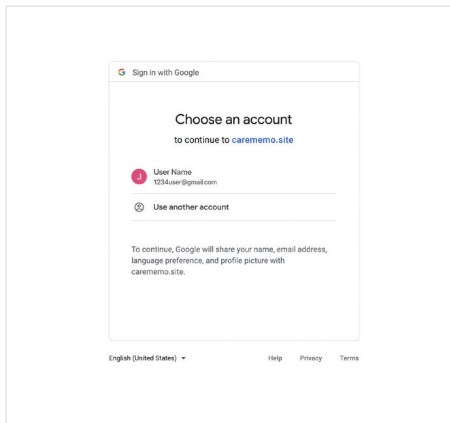 Sign in with Google
Choose an account
to continue to carememo.site
J
User Name
1234user@gmail.com
Use another account
To continue, Google will share your name, email address,
language preference, and profile picture with
carememo.site.
English (United States)
Help Privacy Terms